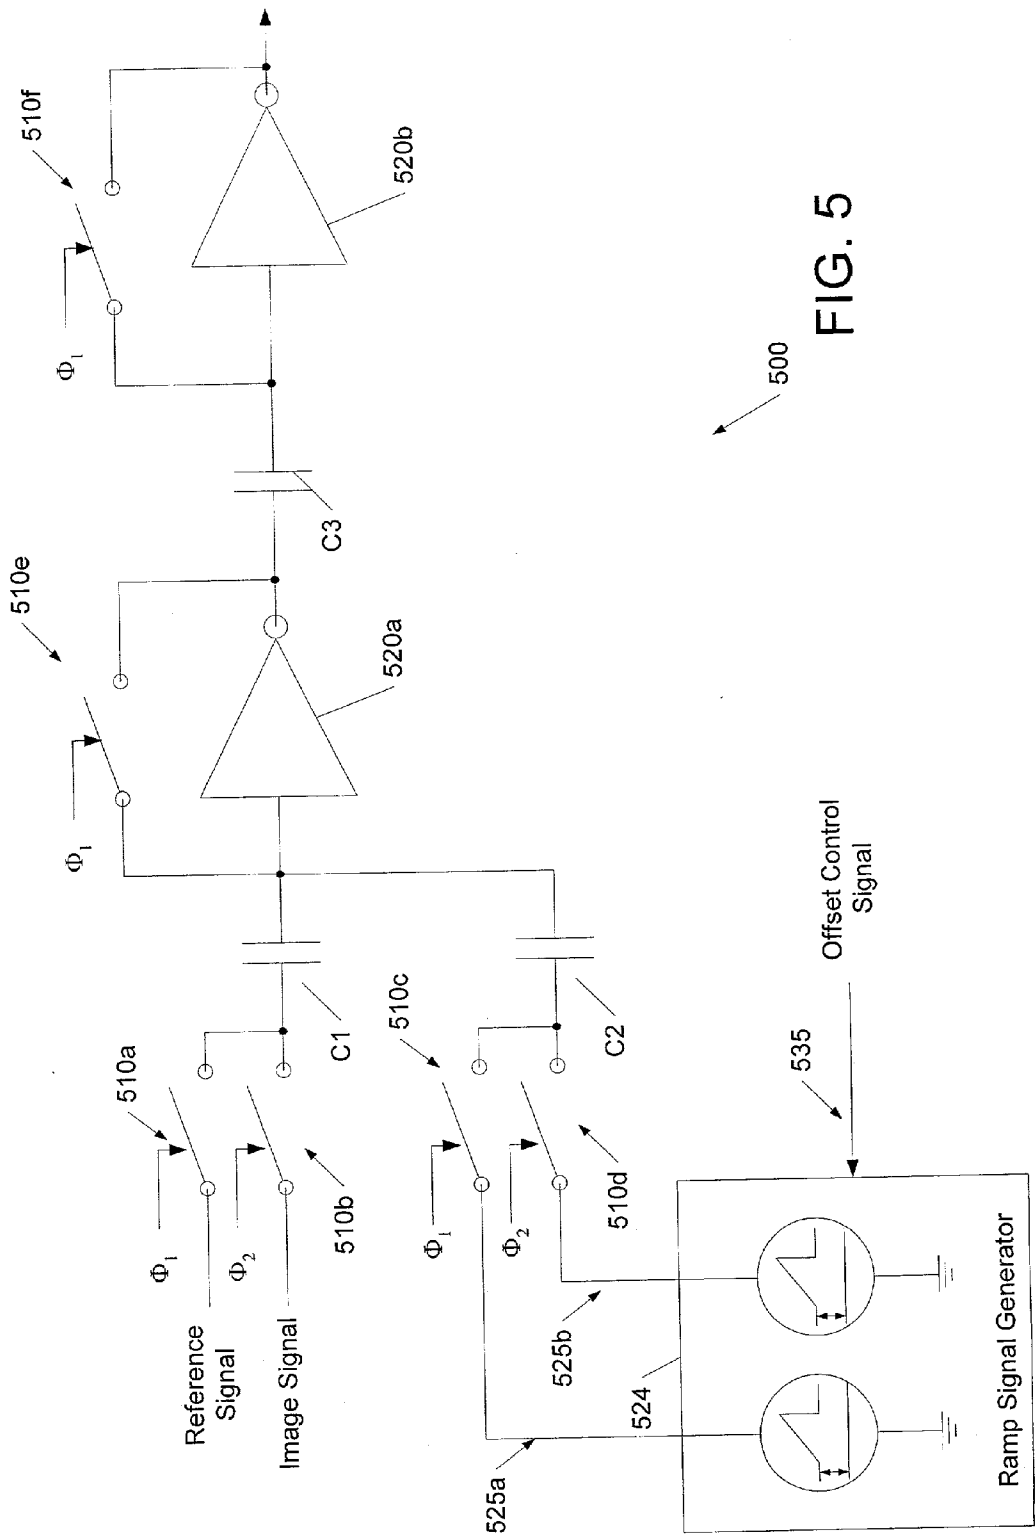 Φ1
510f
520b
FIG. 5
500
C3
510e
Φ1
520a
C1
510a
Φ1
Φ2
510b
Reference
Signal
Image Signal
510c
C2
Φ1
Φ2
510d
Offset Control
Signal
535
525b
524
525a
Ramp Signal Generator